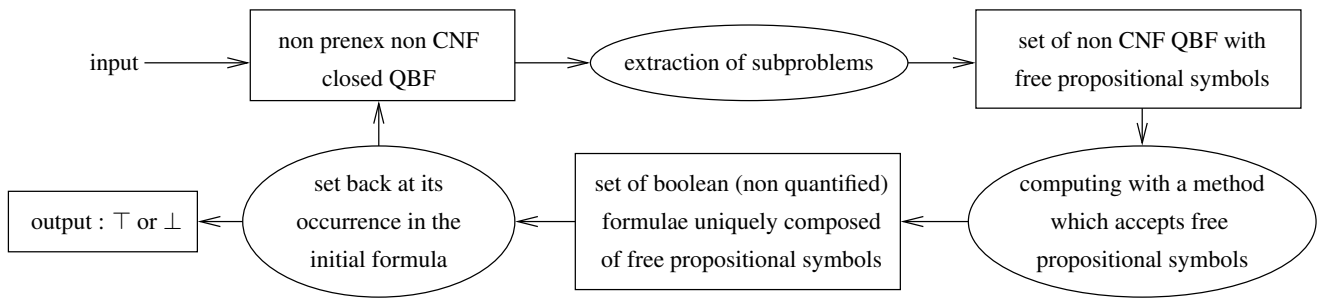 input
non prenex non CNF
closed QBF
extraction of subproblems
set of non CNF QBF with
free propositional symbols
computing with a method
which accepts free
propositional symbols
set of boolean (non quantified)
formulae uniquely composed
of free propositional symbols
set back at its
occurrence in the
initial formula
output : ⊤ or ⊥